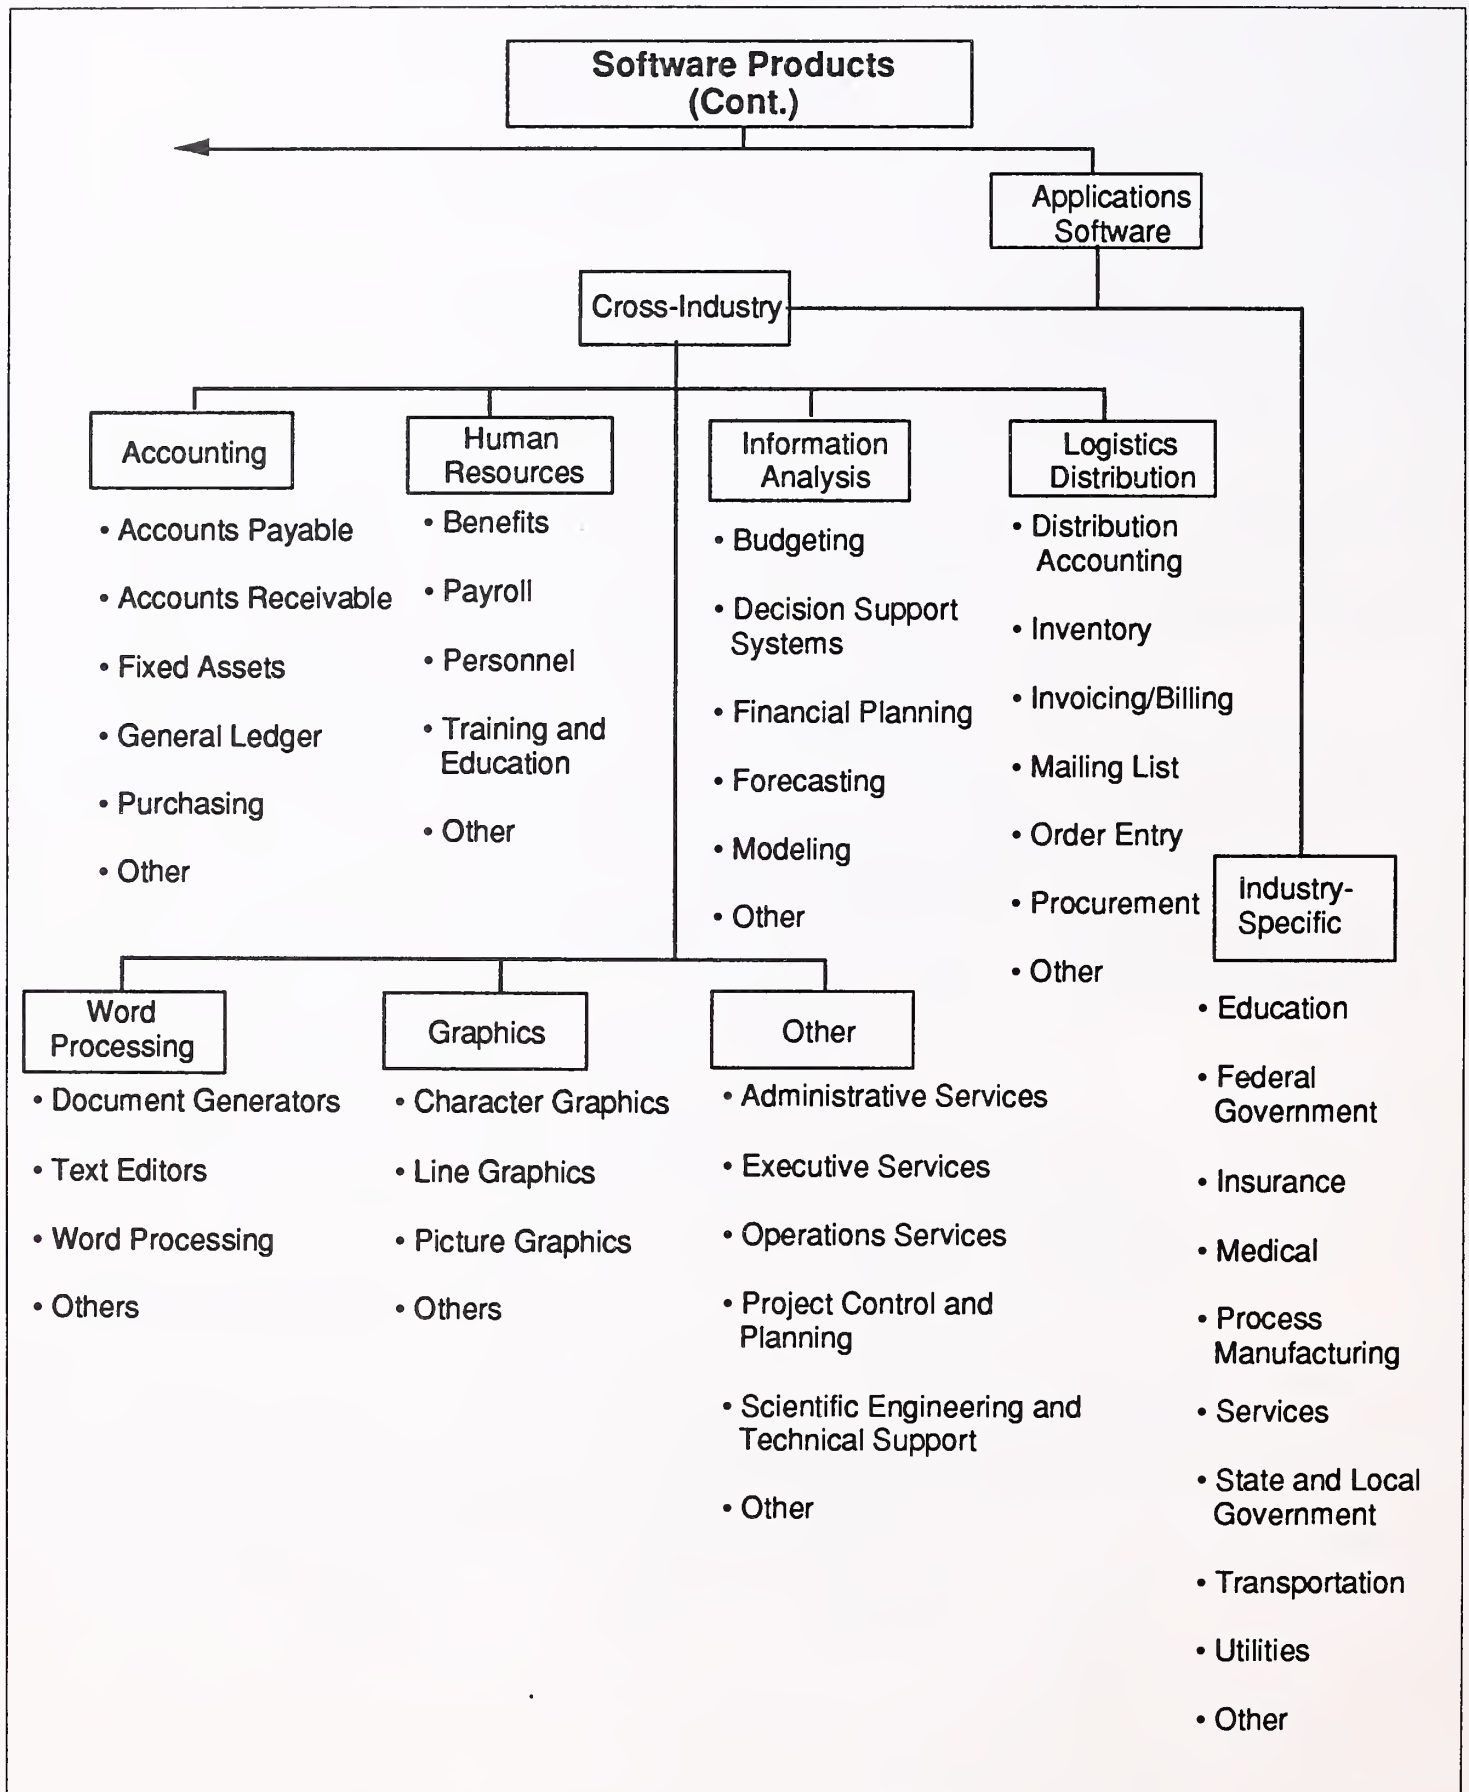 Software Products
(Cont.)
Applications
Software
Cross-Industry
Accounting
• Accounts Payable
• Accounts Receivable
• Fixed Assets
• General Ledger
• Purchasing
• Other
Human
Resources
• Benefits
• Payroll
• Personnel
• Training and
Education
• Other
Information
Analysis
• Budgeting
• Decision Support
Systems
• Financial Planning
• Forecasting
• Modeling
• Other
Logistics
Distribution
• Distribution
Accounting
• Inventory
• Invoicing/Billing
• Mailing List
• Order Entry
• Procurement
• Other
Word
Processing
• Document Generators
• Text Editors
• Word Processing
• Others
Graphics
• Character Graphics
• Line Graphics
• Picture Graphics
• Others
Other
• Administrative Services
• Executive Services
• Operations Services
• Project Control and
Planning
• Scientific Engineering and
Technical Support
• Other
Industry-
Specific
• Education
• Federal
Government
• Insurance
• Medical
• Process
Manufacturing
• Services
• State and Local
Government
• Transportation
• Utilities
• Other